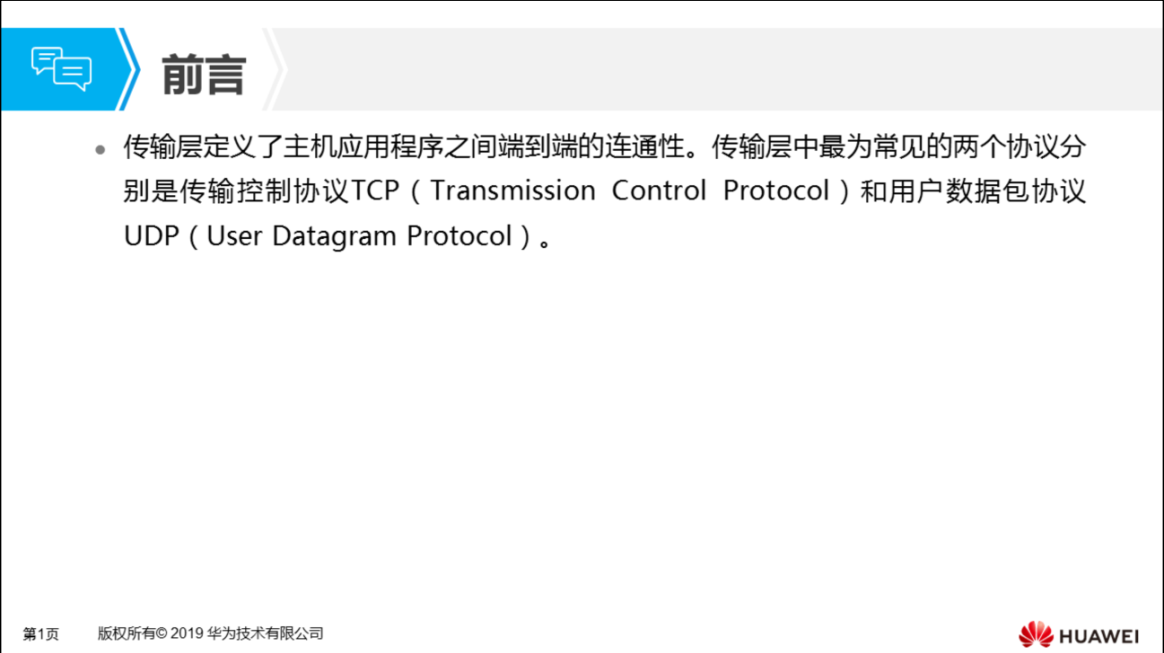 前言
传输层定义了主机应用程序之间端到端的连通性。传输层中最为常见的两个协议分
别是传输控制协议TCP（Transmission Control Protocol）和用户数据包协议
UDP（User Datagram Protocol）。
第1页 版权所有© 2019 华为技术有限公司
HUAWEI